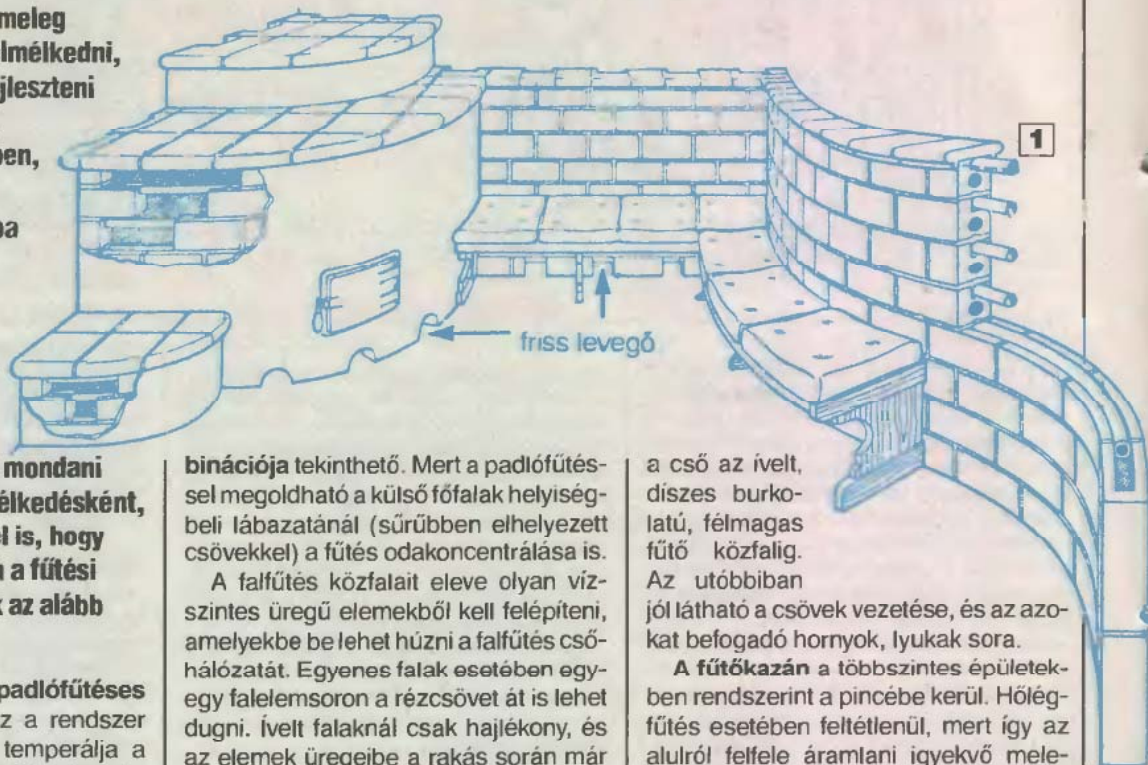 meleg
elmélkedni,
jleszteni
ben,
ba
1
friss levegő
mondani
élkedésként,
el is, hogy
a fűtési
az alább
padlófűtéses
z a rendszer
temperálja a
binációja tekinthető. Mert a padlófűtés-
sel megoldható a külső főfalak helyiség-
beli lábazatánál (sűrűbben elhelyezett
csövekkel) a fűtés odakoncentrálása is.
A falfűtés közfalait eleve olyan víz-
szintes üregű elemekből kell felépíteni,
amelyekbe be lehet húzni a falfűtés cső-
hálózatát. Egyenes falak esetében egy-
egy falelemsoron a rézcsövet át is lehet
dugni. Ívelt falaknál csak hajlékony, és
az elemek üregeibe a rakás során már
a cső az ívelt,
díszes burko-
latú, félmagas
fűtő közfalig.
Az utóbbiban
jól látható a csövek vezetése, és az azo-
kat befogadó hornyok, lyukak sora.
A fűtőkazán a többszintes épületek-
ben rendszerint a pincébe kerül. Hőlég-
fűtés esetében feltétlenül, mert így az
alulról felfele áramlani igyekvő mele-